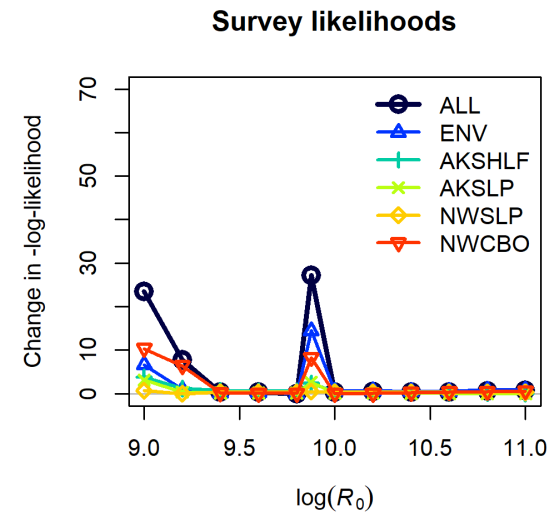 Survey likelihoods
Change in -log-likelihood
70
50
30
10
0
ALL
ENV
AKSHLF
AKSLP
NWSLP
NWCBO
9.0 9.5 10.0 10.5 11.0
log(R₀)